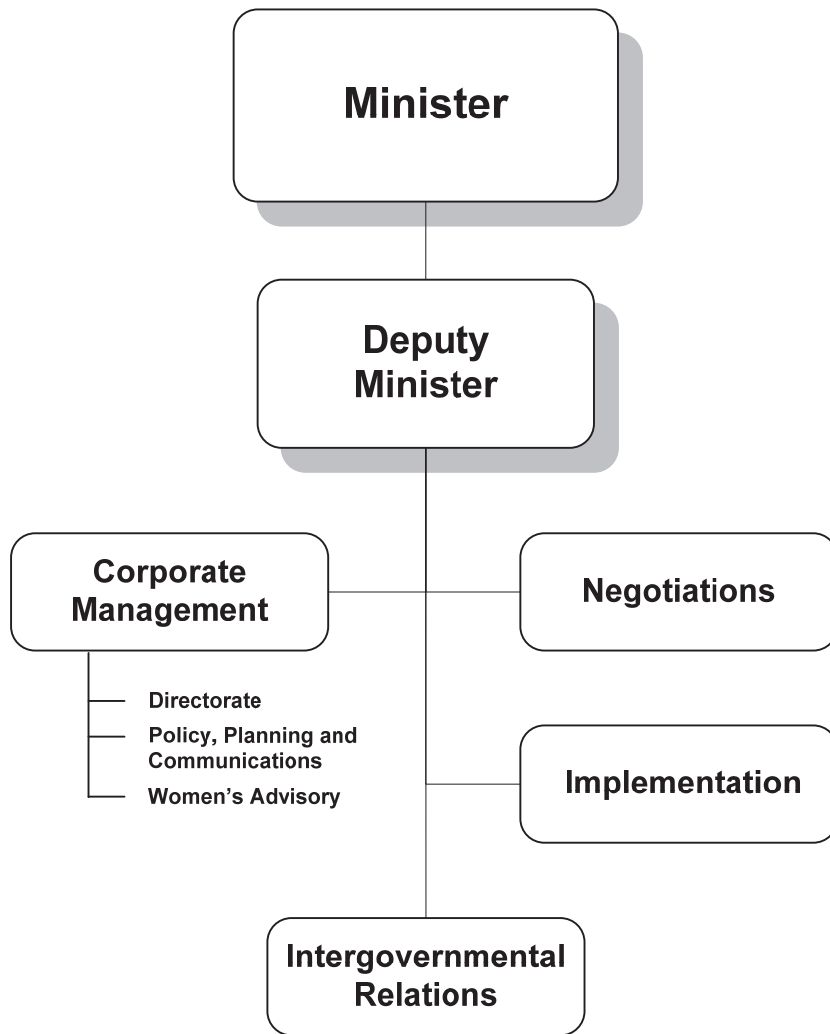 Minister
Deputy
Minister
Corporate
Management
Negotiations
Directorate
Policy, Planning and
Communications
Women's Advisory
Implementation
Intergovernmental
Relations